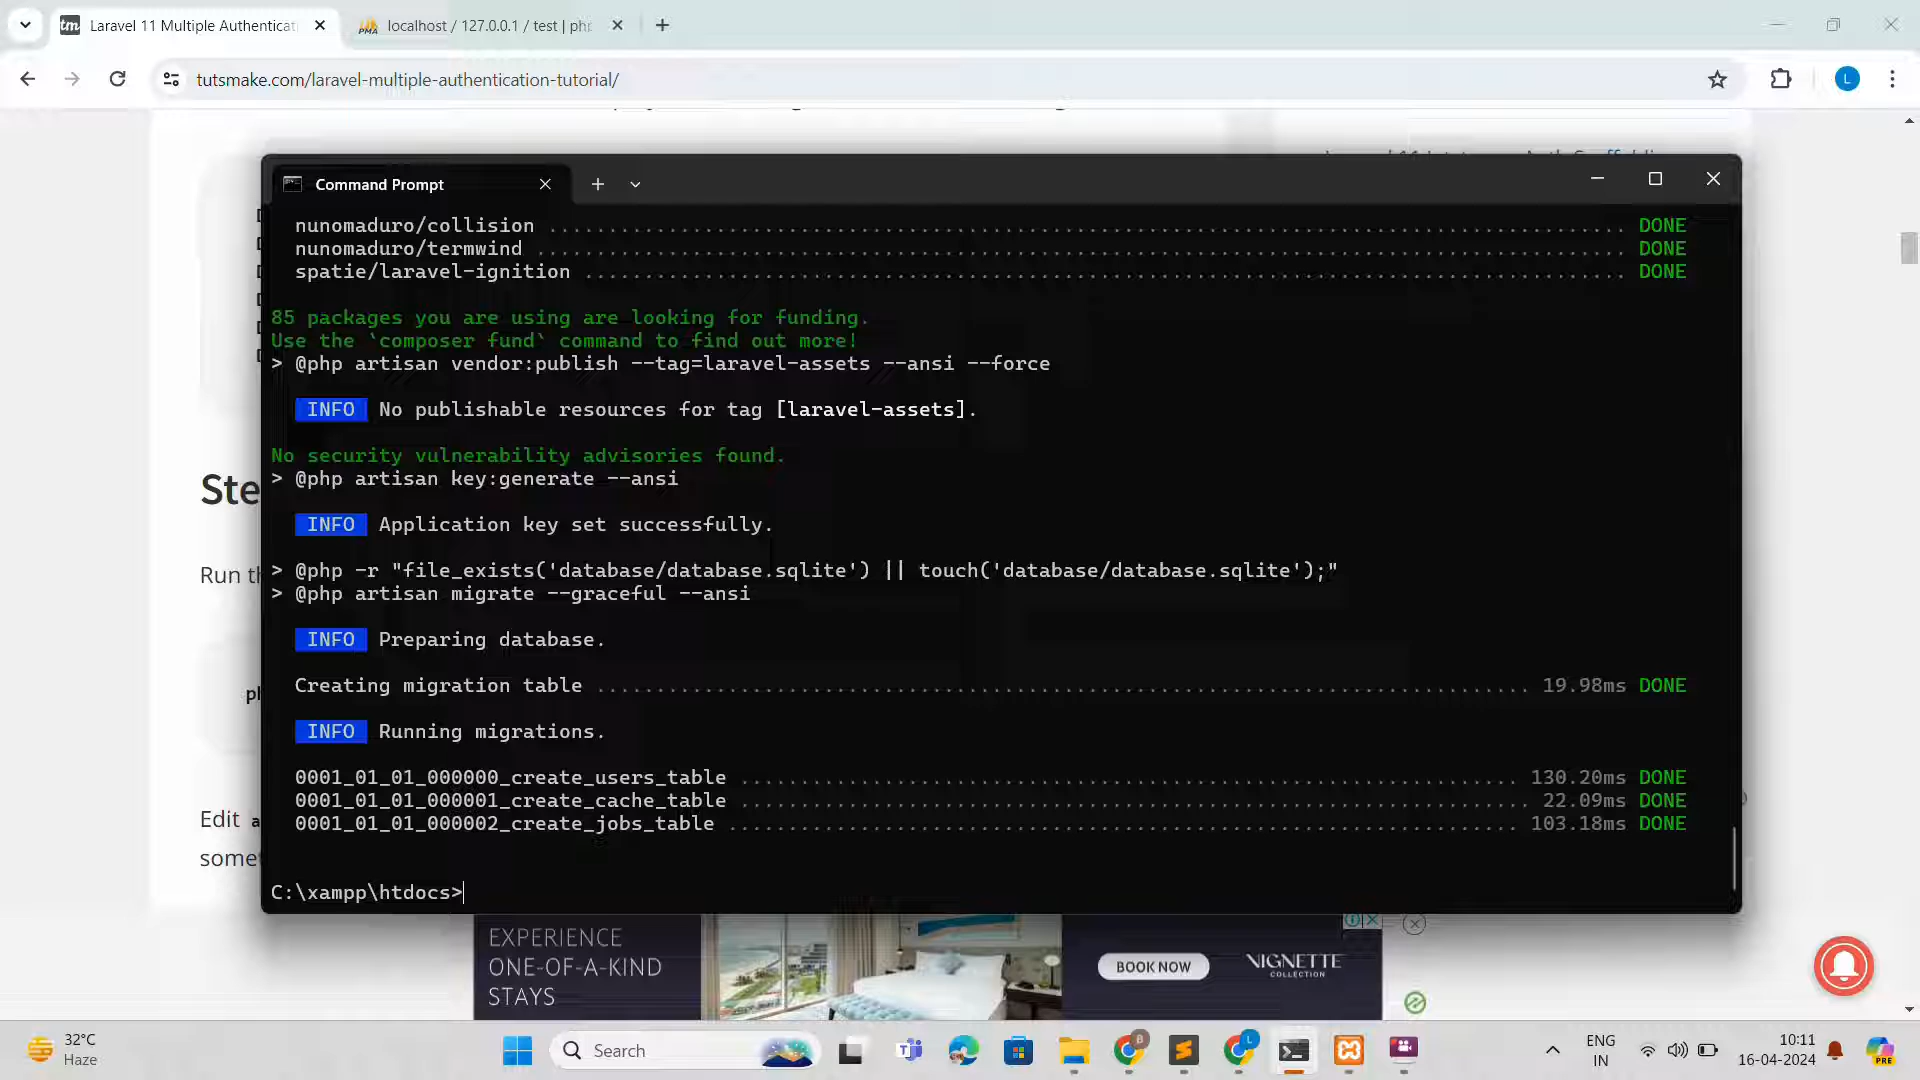 Laravel 11 Multiple Authenticat
localhost / 127.0.0.1 / test | ph
tutsmake.com/laravel-multiple-authentication-tutorial/
Command Prompt
nunomaduro/collision .......................................................................................... DONE
nunomaduro/termwind ........................................................................................... DONE
spatie/laravel-ignition ....................................................................................... DONE
85 packages you are using are looking for funding.
Use the `composer fund` command to find out more!
> @php artisan vendor:publish --tag=laravel-assets --ansi --force
INFO No publishable resources for tag [laravel-assets].
No security vulnerability advisories found.
> @php artisan key:generate --ansi
INFO Application key set successfully.
> @php -r "file_exists('database/database.sqlite') || touch('database/database.sqlite');"
> @php artisan migrate --graceful --ansi
INFO Preparing database.
Creating migration table .............................................................................. 19.98ms DONE
INFO Running migrations.
0001_01_01_000000_create_users_table ................................................................. 130.20ms DONE
0001_01_01_000001_create_cache_table .................................................................. 22.09ms DONE
0001_01_01_000002_create_jobs_table .................................................................. 103.18ms DONE
C:\xampp\htdocs>
Ste
Run th
Edit a
some
EXPERIENCE
ONE-OF-A-KIND
STAYS
BOOK NOW
VIGNETTE
COLLECTION
32°C
Haze
Search
ENG
IN
10:11
16-04-2024
PRE